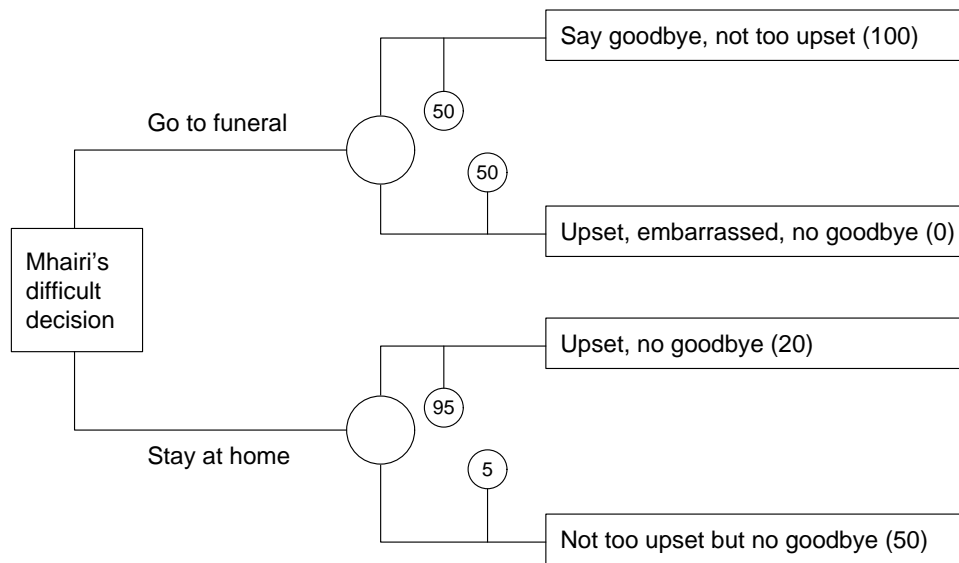 Say goodbye, not too upset (100)
50
Go to funeral
50
Upset, embarrassed, no goodbye (0)
Mhairi’s
difficult
decision
Upset, no goodbye (20)
95
Stay at home
5
Not too upset but no goodbye (50)